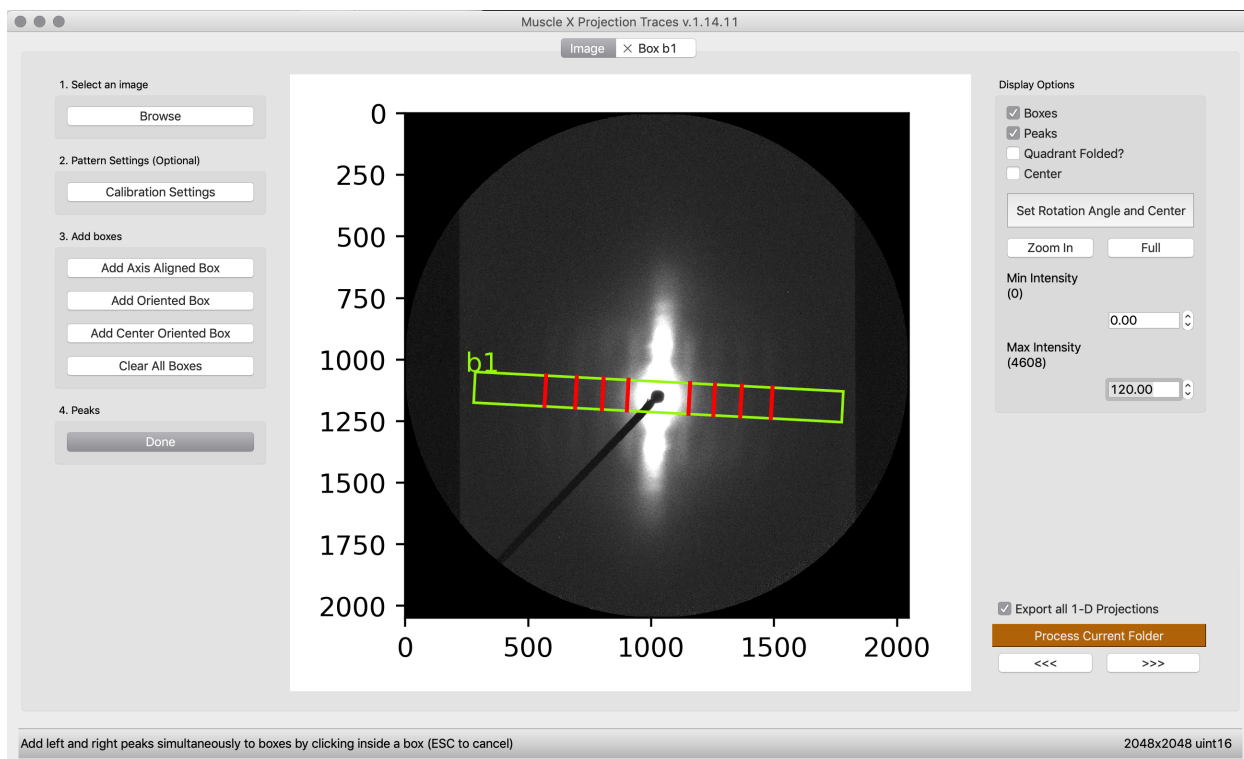 Muscle X Projection Traces v.1.14.11
Image
× Box b1
1. Select an image
Browse
2. Pattern Settings (Optional)
Calibration Settings
3. Add boxes
Add Axis Aligned Box
Add Oriented Box
Add Center Oriented Box
Clear All Boxes
4. Peaks
Done
0
250
500
750
1000
1250
1500
1750
2000
b1
0
500
1000
1500
2000
Display Options
Boxes
Peaks
Quadrant Folded?
Center
Set Rotation Angle and Center
Zoom In
Full
Min Intensity
(0)
0.00
Max Intensity
(4608)
120.00
Export all 1-D Projections
Process Current Folder
<<<
>>>
Add left and right peaks simultaneously to boxes by clicking inside a box (ESC to cancel)
2048x2048 uint16